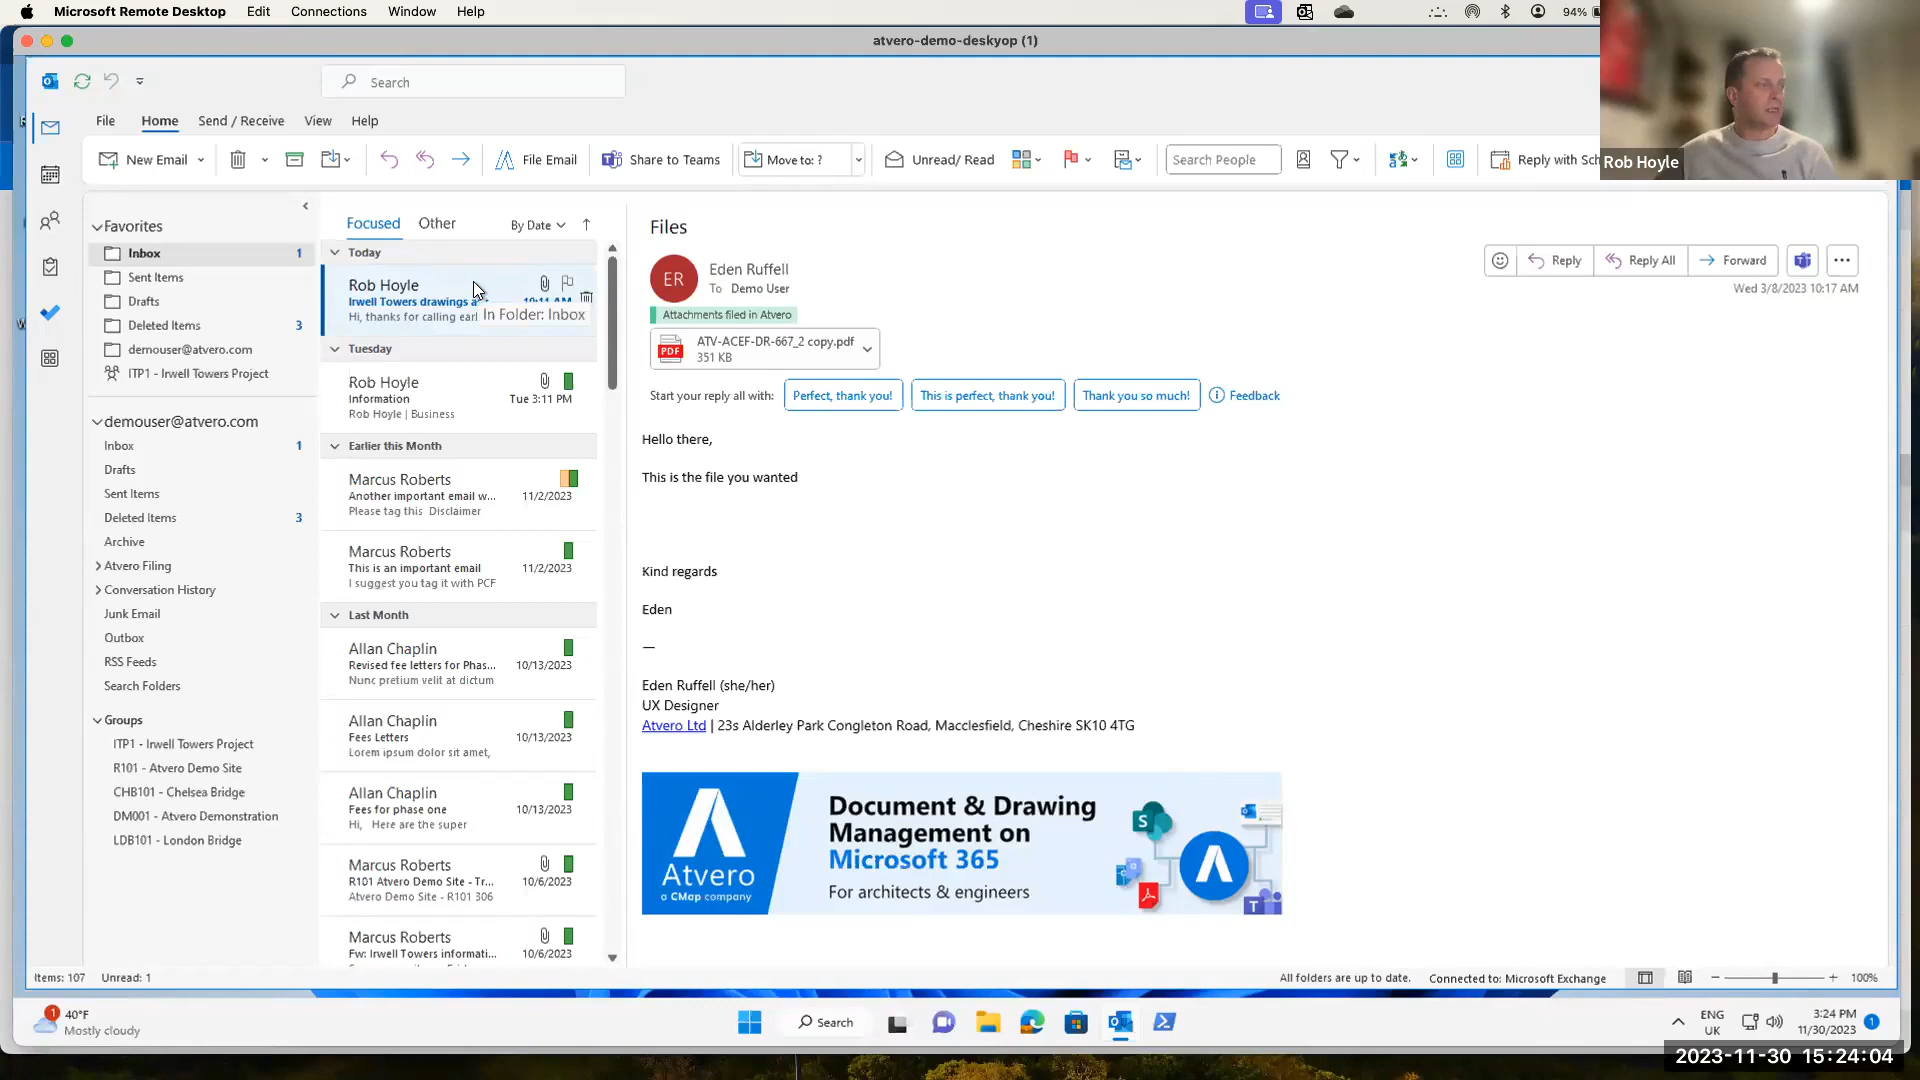 Microsoft Remote Desktop Edit Connections Window Help
94%
atvero-demo-deskyop (1)
Search
Rob Hoyle
File Home Send / Receive View Help
New Email File Email Share to Teams Move to: ? Unread/ Read Search People Reply with Sch
Favorites
Inbox 1
Sent Items
Drafts
Deleted Items 3
demouser@atvero.com
ITP1 - Irwell Towers Project
demouser@atvero.com
Inbox 1
Drafts
Sent Items
Deleted Items 3
Archive
Atvero Filing
Conversation History
Junk Email
Outbox
RSS Feeds
Search Folders
Groups
ITP1 - Irwell Towers Project
R101 - Atvero Demo Site
CHB101 - Chelsea Bridge
DM001 - Atvero Demonstration
LDB101 - London Bridge
Focused Other By Date
Today
Rob Hoyle
Irwell Towers drawings
Hi, thanks for calling earl
In Folder: Inbox
Tuesday
Rob Hoyle
Information Tue 3:11 PM
Rob Hoyle | Business
Earlier this Month
Marcus Roberts
Another important email w... 11/2/2023
Please tag this Disclaimer
Marcus Roberts
This is an important email 11/2/2023
I suggest you tag it with PCF
Last Month
Allan Chaplin
Revised fee letters for Phas... 10/13/2023
Nunc pretium velit at dictum
Allan Chaplin
Fees Letters 10/13/2023
Lorem ipsum dolor sit amet,
Allan Chaplin
Fees for phase one 10/13/2023
Hi, Here are the super
Marcus Roberts
R101 Atvero Demo Site - Tr... 10/6/2023
Atvero Demo Site - R101 306
Marcus Roberts
Fw: Irwell Towers informati... 10/6/2023
Files
ER
Eden Ruffell
To Demo User
Reply Reply All Forward
Wed 3/8/2023 10:17 AM
Attachments filed in Atvero
PDF
ATV-ACEF-DR-667_2 copy.pdf
351 KB
Start your reply all with: Perfect, thank you! This is perfect, thank you! Thank you so much! Feedback
Hello there,
This is the file you wanted
Kind regards
Eden
—
Eden Ruffell (she/her)
UX Designer
Atvero Ltd | 23s Alderley Park Congleton Road, Macclesfield, Cheshire SK10 4TG
Atvero
a CMap company
Document & Drawing
Management on
Microsoft 365
For architects & engineers
Items: 107 Unread: 1
All folders are up to date. Connected to: Microsoft Exchange 100%
1
40°F
Mostly cloudy
Search
ENG
UK
3:24 PM
11/30/2023
1
2023-11-30 15:24:04